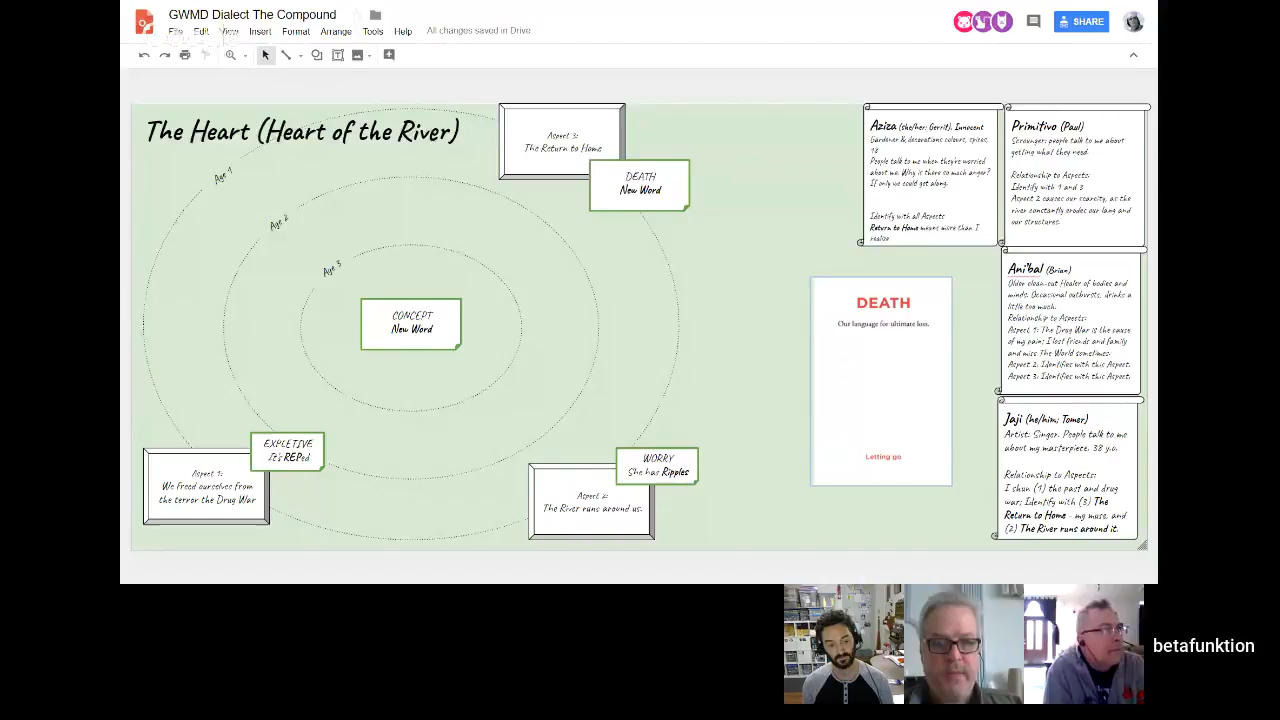 GWMD Dialect The Compound
File Edit View Insert Format Arrange Tools Help All changes saved in Drive
SHARE
The Heart (Heart of the River)
Age 1
Age 2
Age 3
Aspect 3:
The Return to Home
DEATH
New Word
CONCEPT
New Word
EXPLETIVE
It's REPed
Aspect 1:
We freed ourselves from
the terror the Drug War
WORRY
She has Ripples
Aspect 2:
The River runs around us.
DEATH
Our language for ultimate loss.
Letting go
Aziza (she/her; Gerrit). Innocent
Gardener & decorations colours, spices,
18
People talk to me when they're worried
about me. Why is there so much anger?
If only we could get along.
Identify with all Aspects
Return to Home means more than I
realize
Primitivo (Paul)
Scrounger: people talk to me about
getting what they need.
Relationship to Aspects:
Identify with 1 and 3
Aspect 2 causes our scarcity, as the
river constantly erodes our land and
our structures.
Ani'bal (Brian)
Older clean-cut Healer of bodies and
minds. Occasional outbursts, drinks a
little too much.
Relationship to Aspects:
Aspect 1: The Drug War is the cause
of my pain; I lost friends and family
and miss The World sometimes.
Aspect 2: Identifies with this Aspect.
Aspect 3: Identifies with this Aspect.
Jaji (he/him; Tomer)
Artist: Singer. People talk to me
about my masterpiece. 38 y.o.
Relationship to Aspects:
I shun (1) the past and drug
war; Identify with (3) The
Return to Home - my muse, and
(2) The River runs around it.
betafunktion